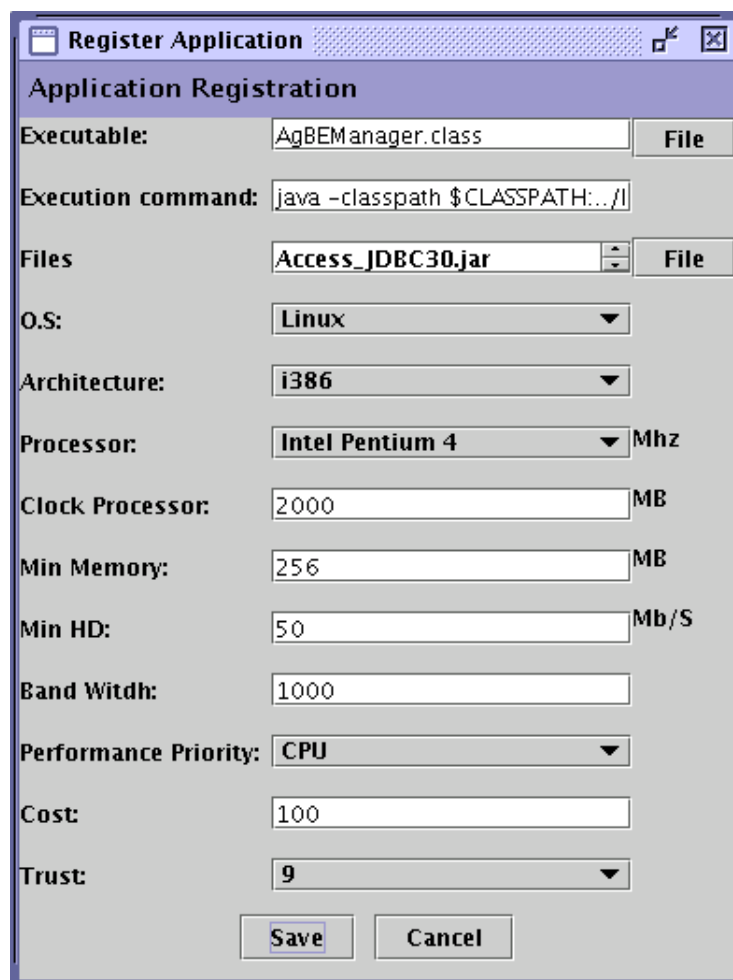 Register Application
Application Registration
Executable: AgBEManager.class File
Execution command: java -classpath $CLASSPATH:../l
Files Access_JDBC30.jar File
O.S: Linux
Architecture: i386
Processor: Intel Pentium 4 Mhz
Clock Processor: 2000 MB
Min Memory: 256 MB
Min HD: 50 Mb/S
Band Witdh: 1000
Performance Priority: CPU
Cost: 100
Trust: 9
Save Cancel